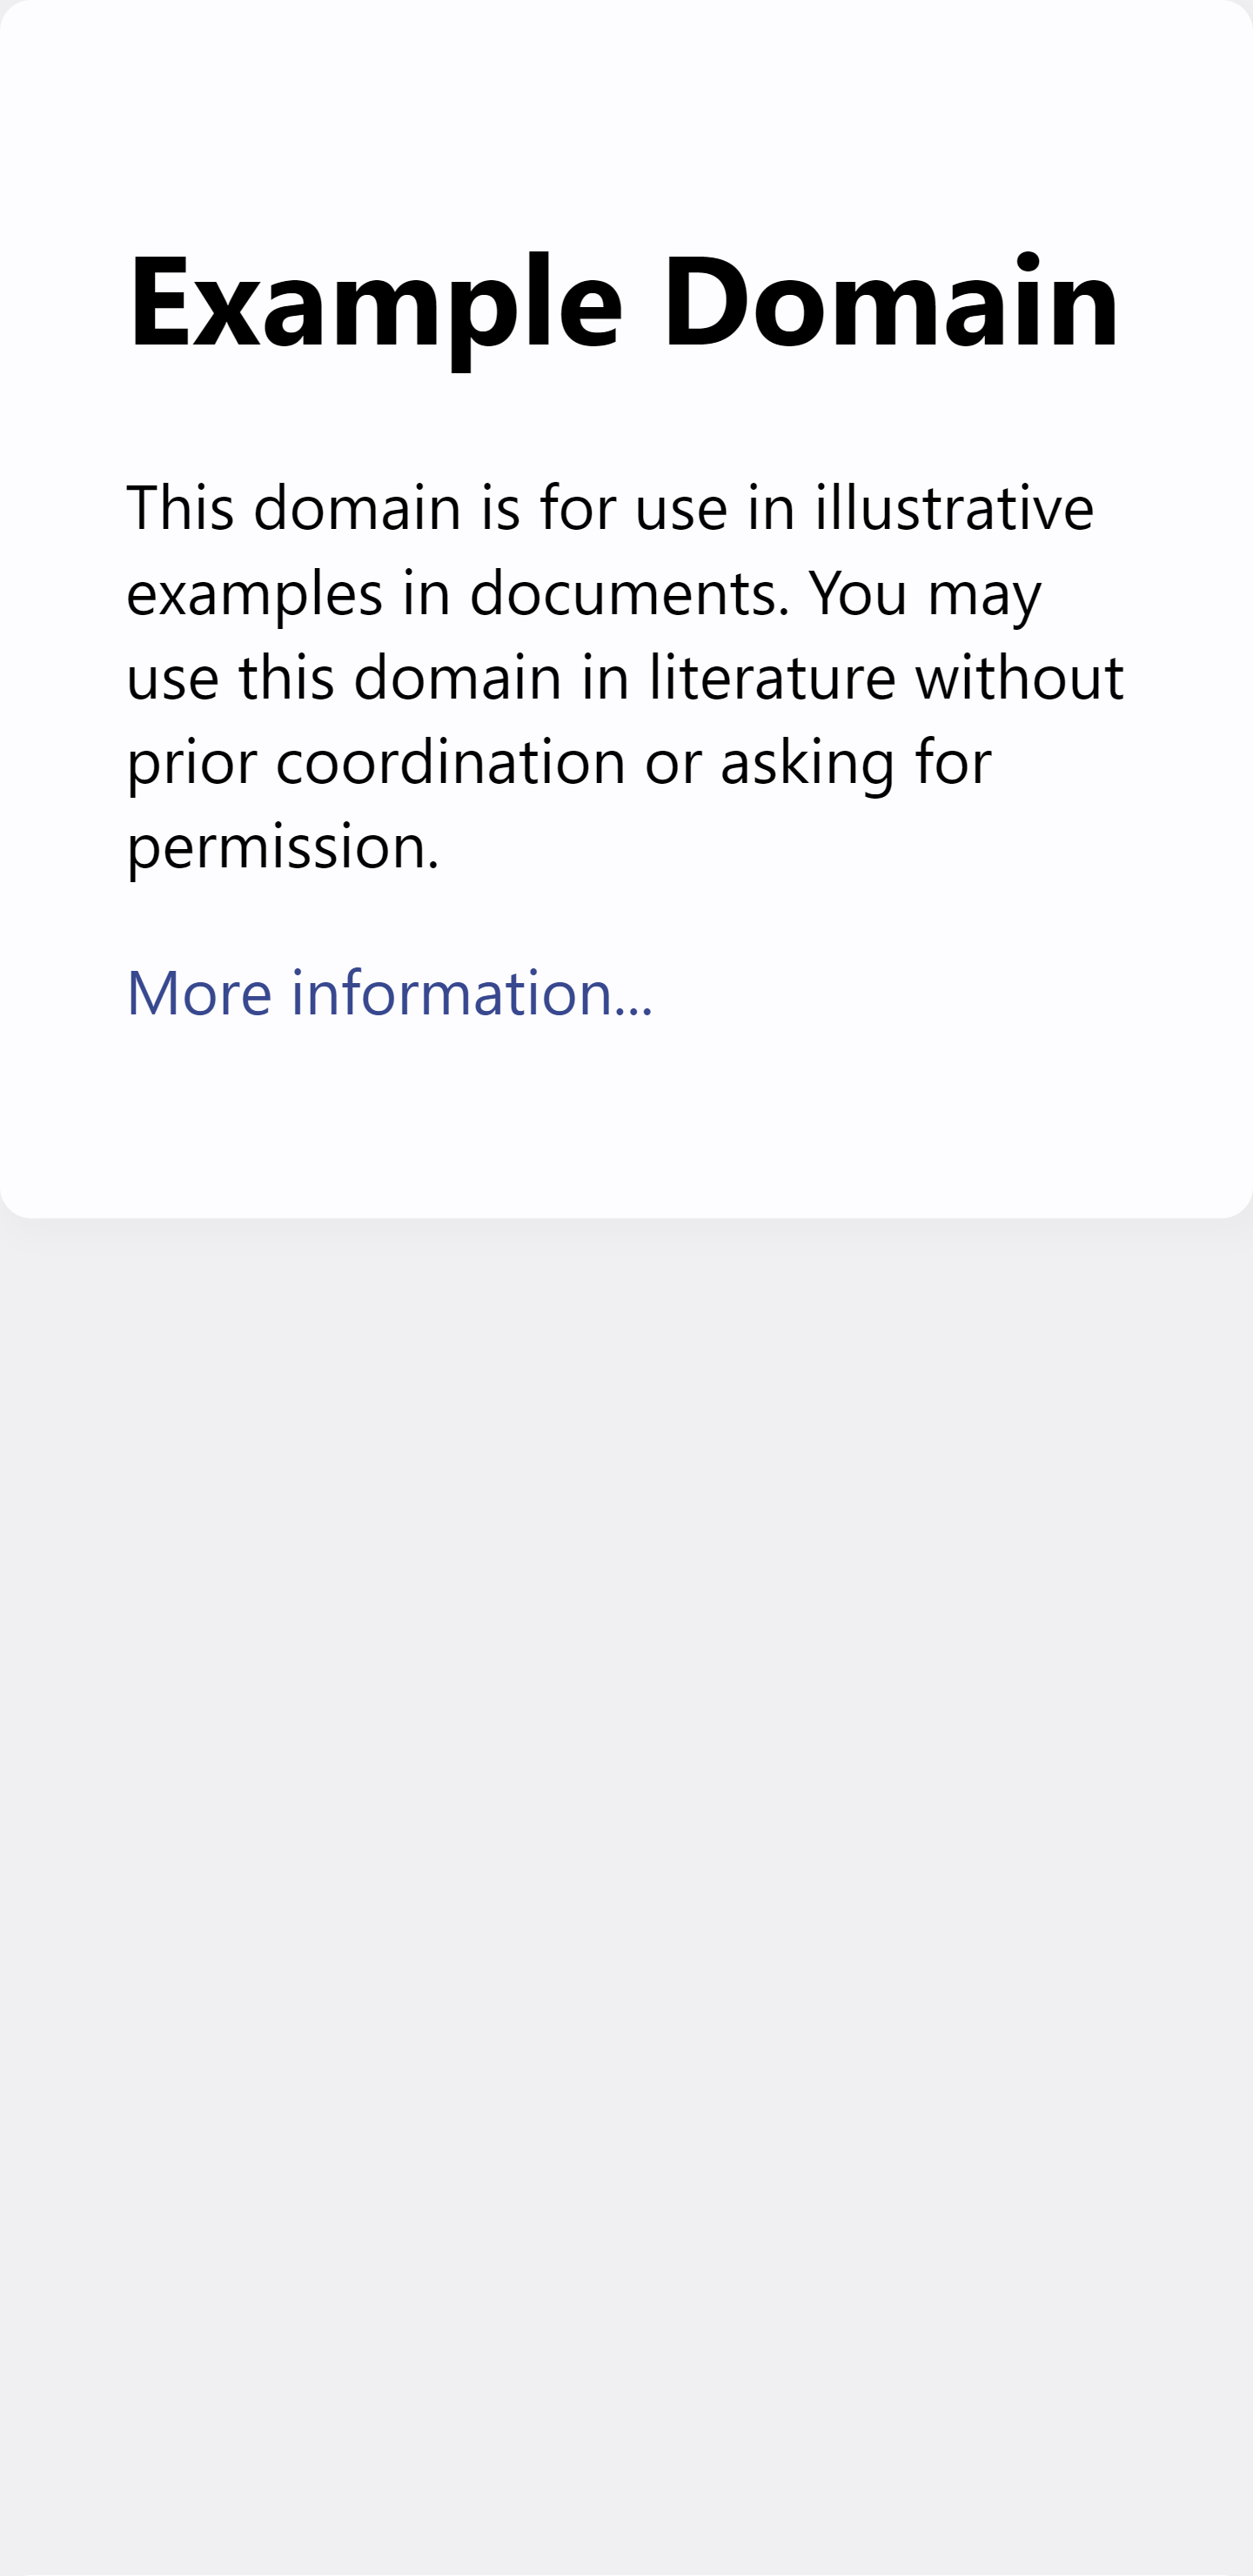 Example Domain
This domain is for use in illustrative
examples in documents. You may
use this domain in literature without
prior coordination or asking for
permission.
More information...